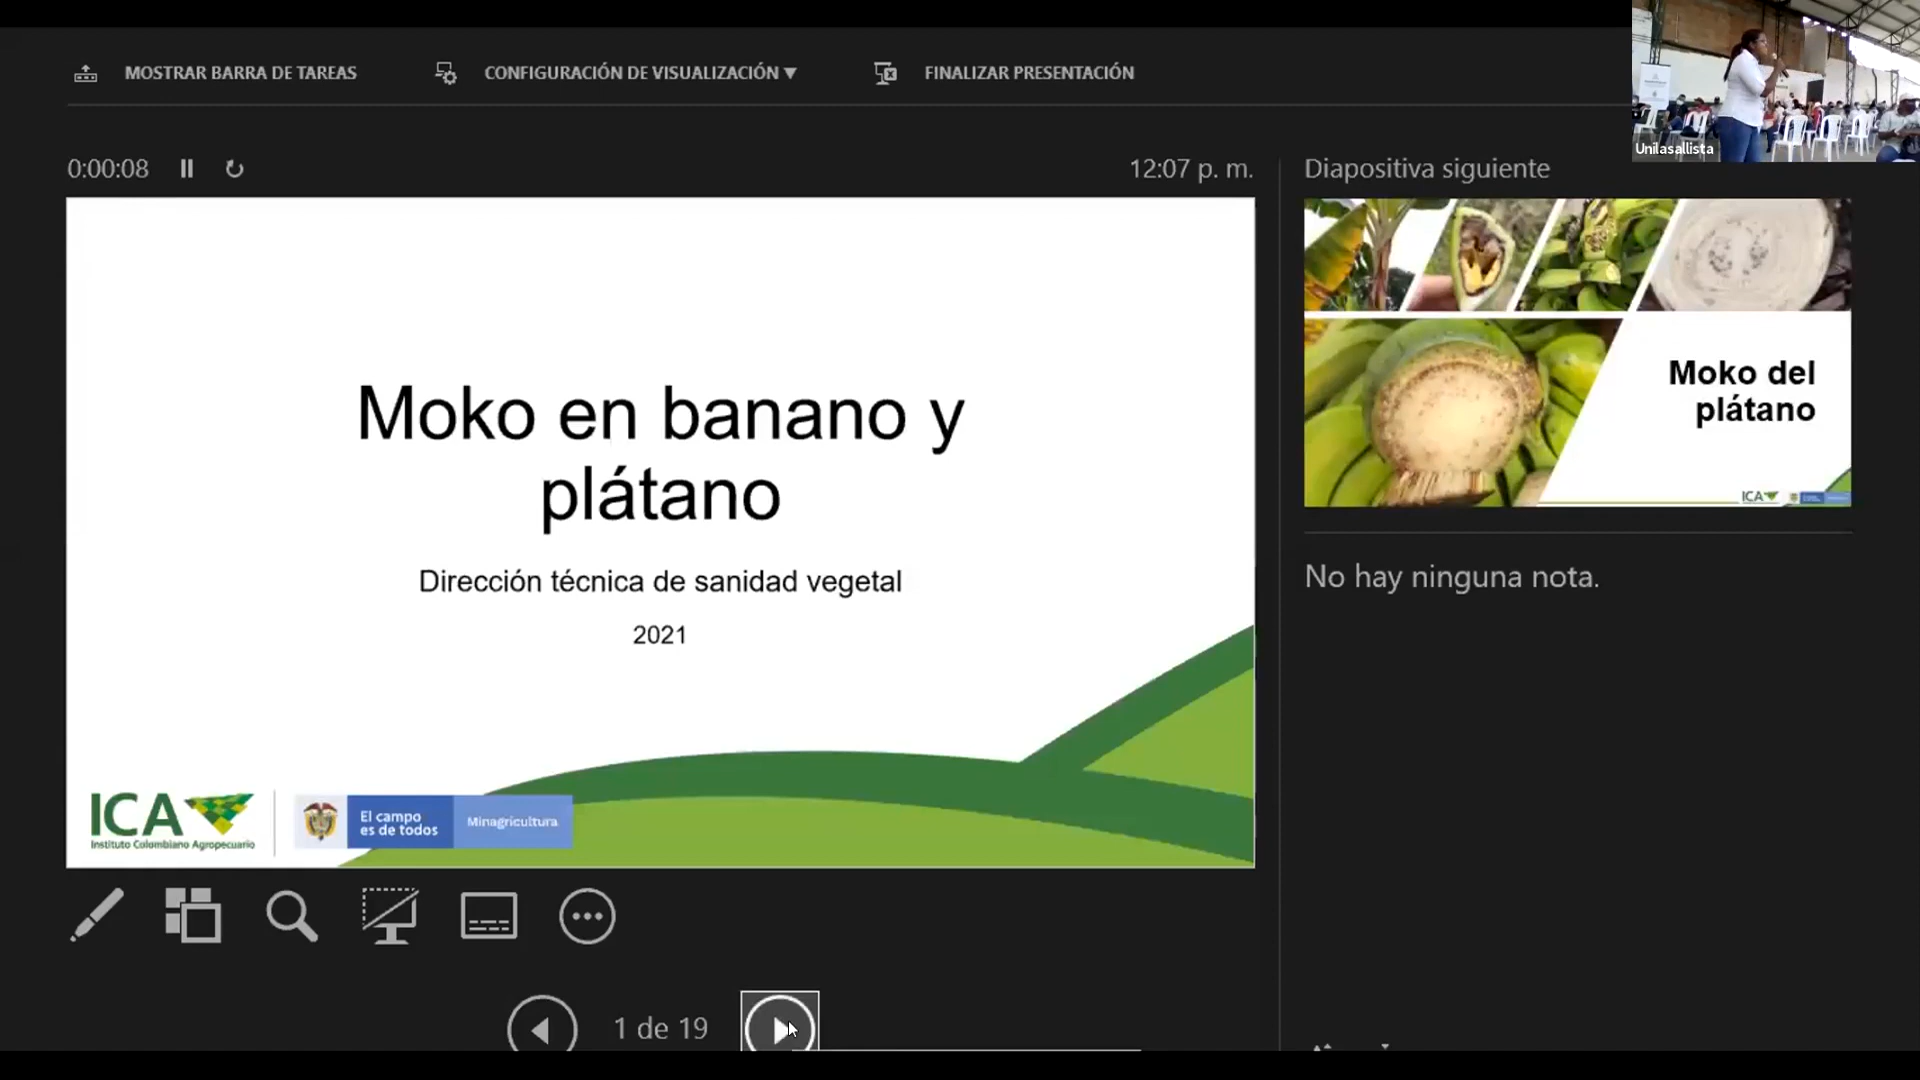 MOSTRAR BARRA DE TAREAS
CONFIGURACIÓN DE VISUALIZACIÓN ▼
FINALIZAR PRESENTACIÓN
Unilasallista
0:00:08
12:07 p. m.
Diapositiva siguiente
Moko en banano y
plátano
Dirección técnica de sanidad vegetal
2021
ICA
Instituto Colombiano Agropecuario
El campo
es de todos
Minagricultura
Moko del
plátano
ICA
No hay ninguna nota.
1 de 19